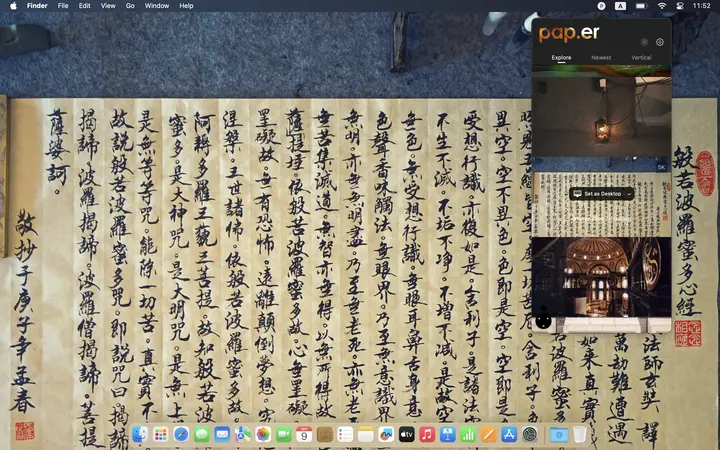 Finder File Edit View Go Window Help
A 11:52
pap.er
Explore Newest Vertical
5K
Set as Desktop
般若波羅蜜多心經
法師玄奘 譯
萬劫難遭遇
如来真實
若波羅蜜多
舍利子。色
異空。空不異色。色即是空。空即是
受想行識。亦復如是。舍利子。是諸法
不生不滅。不垢不净。不增不減。是故空
無色。無受想行識。無眼耳鼻舌身意
色聲香味觸法。無眼界。乃至無意識界
無明。亦無無明盡。乃至無老死。亦無老
無苦集滅道。無智亦無得。以無所得故
薩提埵。依般若波羅蜜多故。心無罣礙
罣礙故。無有恐怖。遠離顛倒夢想。究
涅槃。三世諸佛。依般若波羅蜜多故
阿耨多羅三藐三菩提。故知般若波
蜜多。是大神咒。是大明咒。是無上
是無等等咒。能除一切苦。真實不
故說般若波羅蜜多咒。即說咒曰揭諦
揭諦。波羅揭諦。波羅僧揭諦。菩提
薩婆訶。
敬抄于庚子年孟春
9
tv